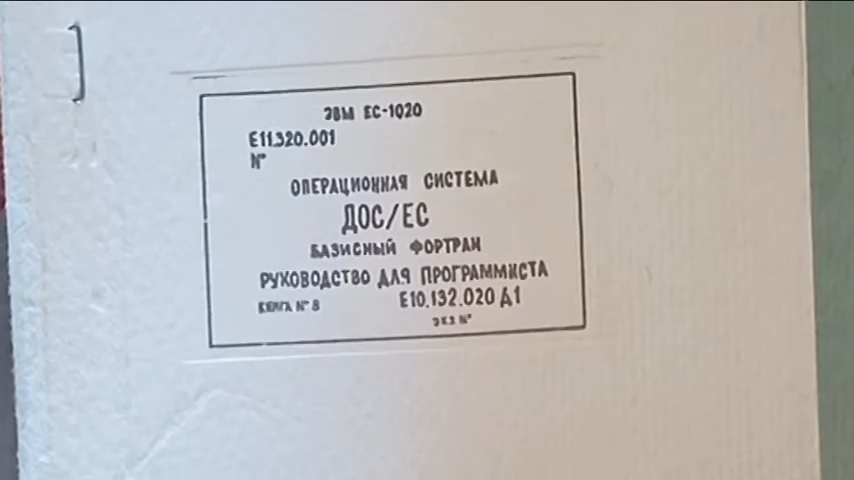 ЭВМ ЕС-1020
Е11.320.001
№
ОПЕРАЦИОННАЯ СИСТЕМА
ДОС/ЕС
БАЗИСНЫЙ ФОРТРАН
РУКОВОДСТВО ДЛЯ ПРОГРАММИСТА
КНИГА № 8 Е10.132.020 Д1
ЭКЗ №